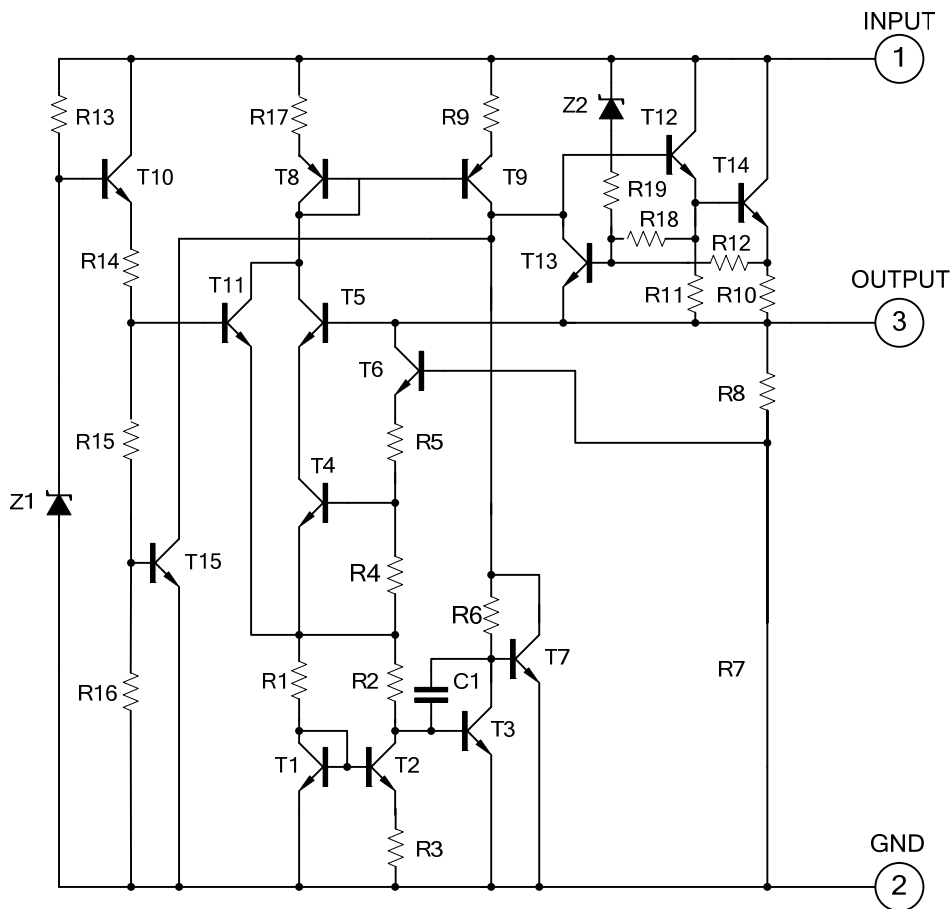 INPUT
1
Z2
T12
R13
R17
R9
T10
T8
T9
T14
R19
R18
R14
T11
T5
T13
R12
R11
R10
OUTPUT
3
T6
R8
R15
R5
T4
Z1
T15
R4
R6
T7
R16
R1
R2
C1
R7
T3
T1
T2
R3
GND
2